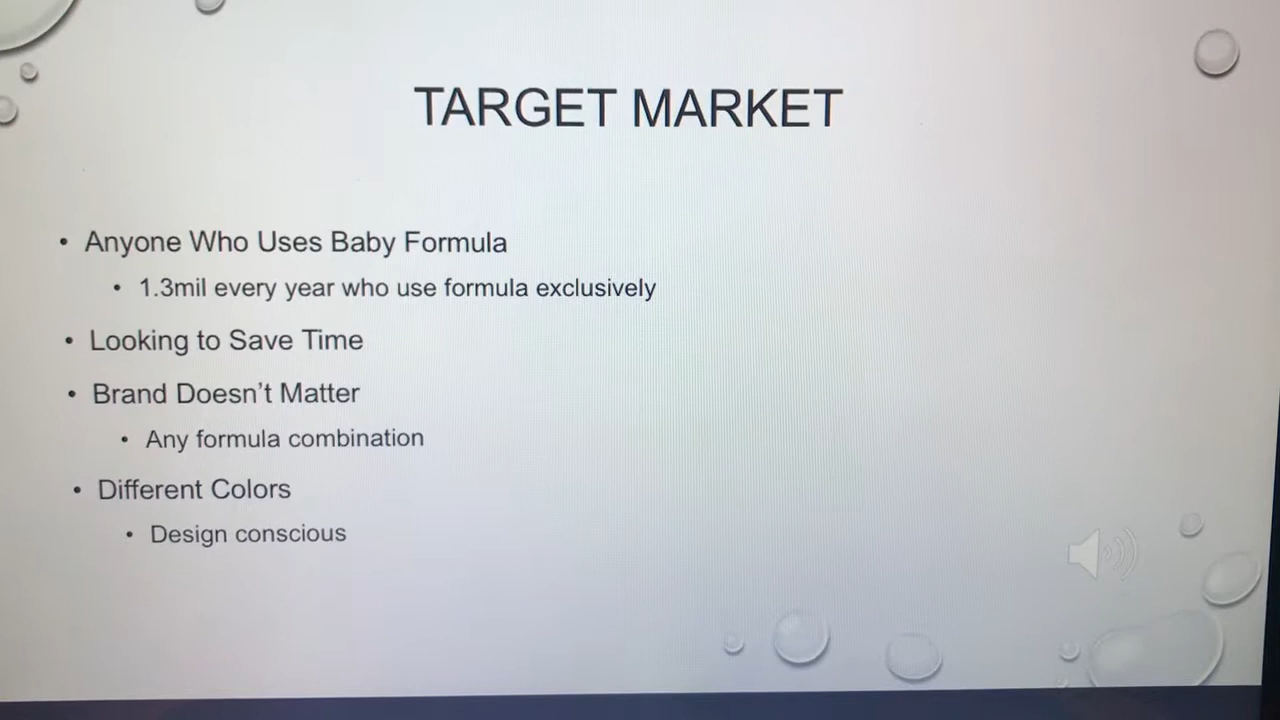 TARGET MARKET
• Anyone Who Uses Baby Formula
• 1.3mil every year who use formula exclusively
• Looking to Save Time
• Brand Doesn't Matter
• Any formula combination
• Different Colors
• Design conscious